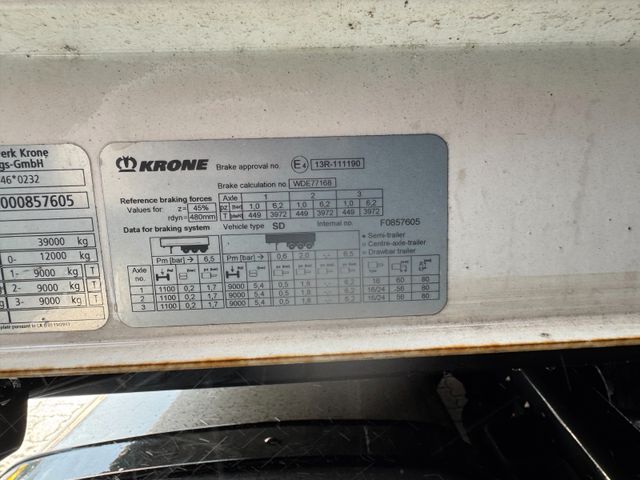 erk Krone
gs-GmbH
46*0232
000857605
39000 kg
0- 12000 kg
1- 9000 kg T
2- 9000 kg T
3- 9000 kg T
KRONE
Brake approval no. E4 13R-111190
Brake calculation no WDE77168
Reference braking forces
Values for: z= 45%
rdyn= 480mm
Axle 1 2 3
pz [bar] 1,0 6,2 1,0 6,2 1,0 6,2
T 449 3972 449 3972 449 3972
Data for braking system
Vehicle type SD
Internal no. F0857605
Semi-trailer
Centre-axle-trailer
Drawbar trailer
Pm [bar] → 6,5
Pm [bar] → 0,6 2,0 -,- 6,5
Axle no.
1 1100 0,2 1,7 9000 5,4 0,5 1,8 -,- 6,2 16 60 80
2 1100 0,2 1,7 9000 5,4 0,5 1,8 -,- 6,2 16/24 56 80
3 1100 0,2 1,7 9000 5,4 0,5 1,8 -,- 6,2 16/24 56 80